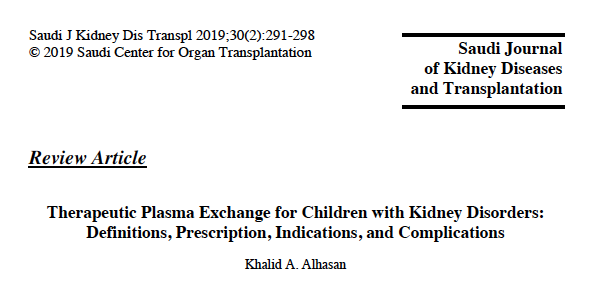 Saudi J Kidney Dis Transpl 2019;30(2):291-298
© 2019 Saudi Center for Organ Transplantation
Saudi Journal
of Kidney Diseases
and Transplantation
Review Article
Therapeutic Plasma Exchange for Children with Kidney Disorders:
Definitions, Prescription, Indications, and Complications
Khalid A. Alhasan